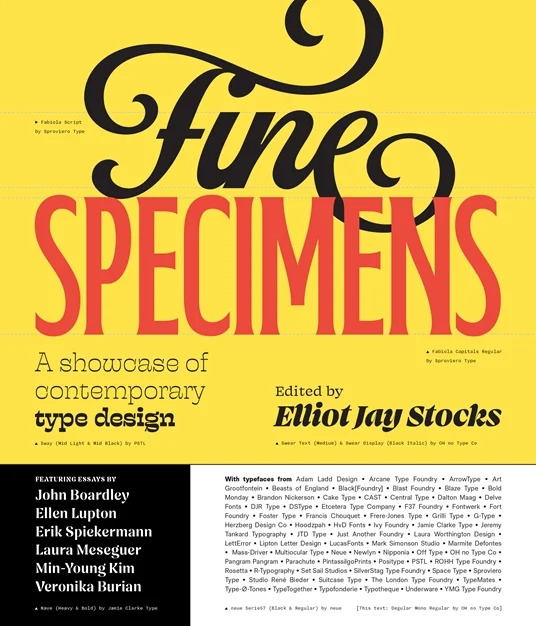 Fine
SPECIMENS
► Fabiola Script
by Sproviero Type
▲ Fabiola Capitals Regular
by Sproviero Type
A showcase of
contemporary
type design
▲ Sway (Mid Light & Mid Black) by PSTL
Edited by
Elliot Jay Stocks
▲ Swear Text (Medium) & Swear Display (Black Italic) by OH no Type Co
FEATURING ESSAYS BY
John Boardley
Ellen Lupton
Erik Spiekermann
Laura Meseguer
Min-Young Kim
Veronika Burian
▲ Nave (Heavy & Bold) by Jamie Clarke Type
With typefaces from Adam Ladd Design • Arcane Type Foundry • ArrowType • Art
Grootfontein • Beasts of England • Black[Foundry] • Blast Foundry • Blaze Type • Bold
Monday • Brandon Nickerson • Cake Type • CAST • Central Type • Dalton Maag • Delve
Fonts • DJR Type • DSType • Etcetera Type Company • F37 Foundry • Fontwerk • Fort
Foundry • Foster Type • Francis Chouquet • Frere-Jones Type • Grilli Type • G-Type •
Herzberg Design Co • Hoodzpah • HvD Fonts • Ivy Foundry • Jamie Clarke Type • Jeremy
Tankard Typography • JTD Type • Just Another Foundry • Laura Worthington Design •
LettError • Lipton Letter Design • LucasFonts • Mark Simonson Studio • Marmite Defontes
• Mass-Driver • Multiocular Type • Neue • Newlyn • Nipponia • Off Type • OH no Type Co •
Pangram Pangram • Parachute • PintassilgoPrints • Positype • PSTL • ROHH Type Foundry •
Rosetta • R-Typography • Set Sail Studios • SilverStag Type Foundry • Space Type • Sproviero
Type • Studio René Bieder • Suitcase Type • The London Type Foundry • TypeMates •
Type-Ø-Tones • TypeTogether • Typofonderie • Typotheque • Underware • YMG Type Foundry
▲ neue Serie57 (Black & Regular) by neue
[This text: Degular Mono Regular by OH no Type Co]